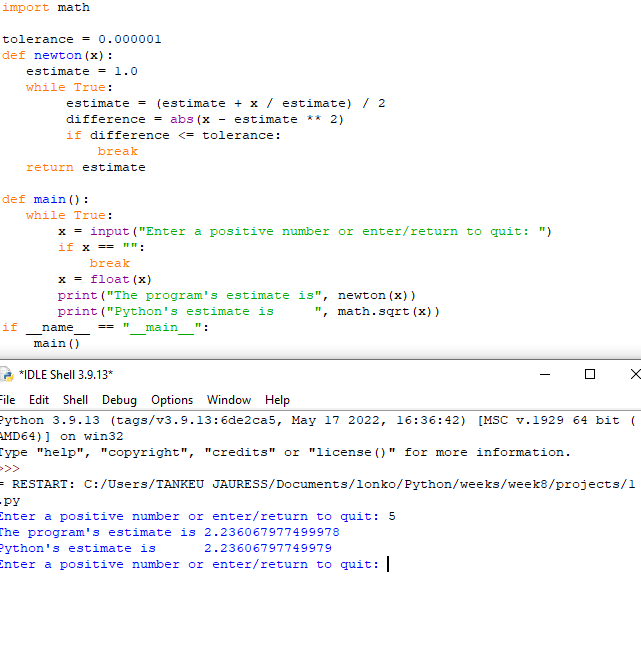 import math
tolerance = 0.000001
def newton(x):
estimate = 1.0
while True:
estimate = (estimate + x / estimate) / 2
difference = abs(x - estimate ** 2)
if difference <= tolerance:
break
return estimate
def main():
while True:
x = input("Enter a positive number or enter/return to quit: ")
if x == "":
break
x = float(x)
print("The program's estimate is", newton(x))
print("Python's estimate is     ", math.sqrt(x))
if __name__ == "__main__":
main()
*IDLE Shell 3.9.13*
File Edit Shell Debug Options Window Help
Python 3.9.13 (tags/v3.9.13:6de2ca5, May 17 2022, 16:36:42) [MSC v.1929 64 bit (
AMD64)] on win32
Type "help", "copyright", "credits" or "license()" for more information.
>>>
= RESTART: C:/Users/TANKEU JAURESS/Documents/lonko/Python/weeks/week8/projects/1
.py
Enter a positive number or enter/return to quit: 5
The program's estimate is 2.236067977499978
Python's estimate is      2.23606797749979
Enter a positive number or enter/return to quit: